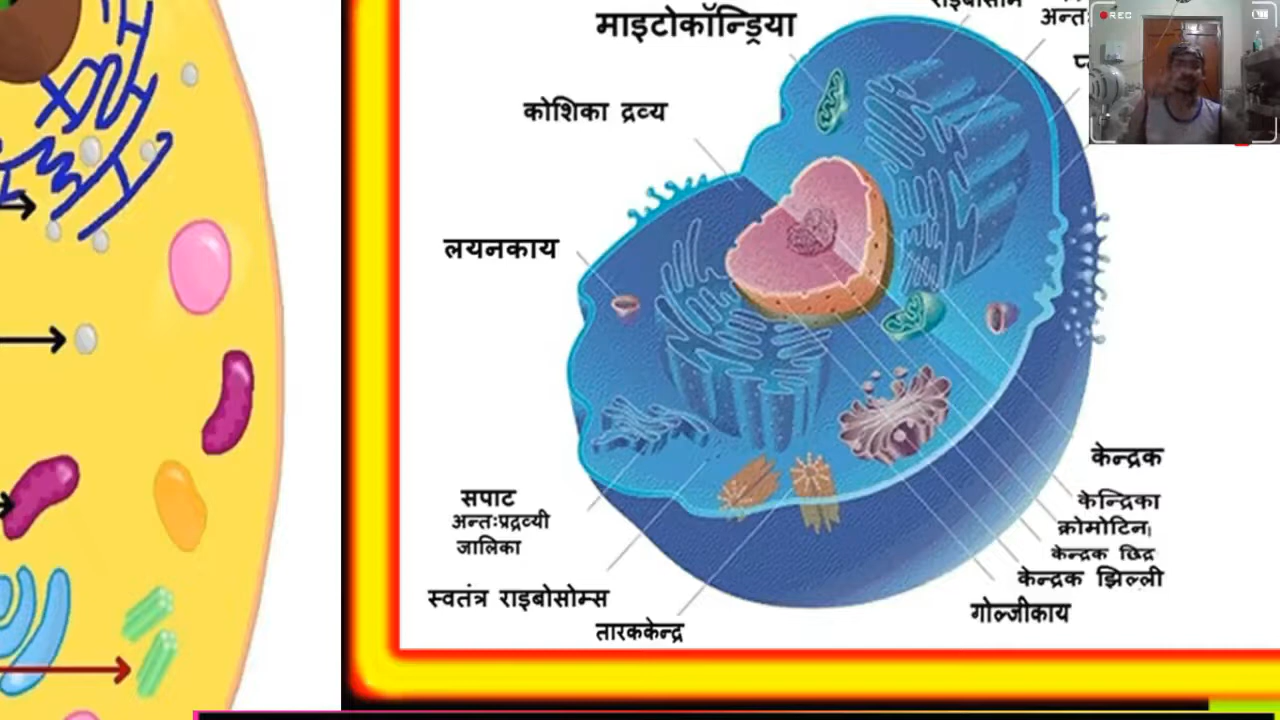 माइटोकॉन्ड्रिया
कोशिका द्रव्य
लयनकाय
सपाट
अन्तःप्रद्रव्यी
जालिका
स्वतंत्र राइबोसोम्स
तारककेन्द्र
केन्द्रक
केन्द्रिका
क्रोमोटिन
केन्द्रक छिद्र
केन्द्रक झिल्ली
गोल्जीकाय
REC